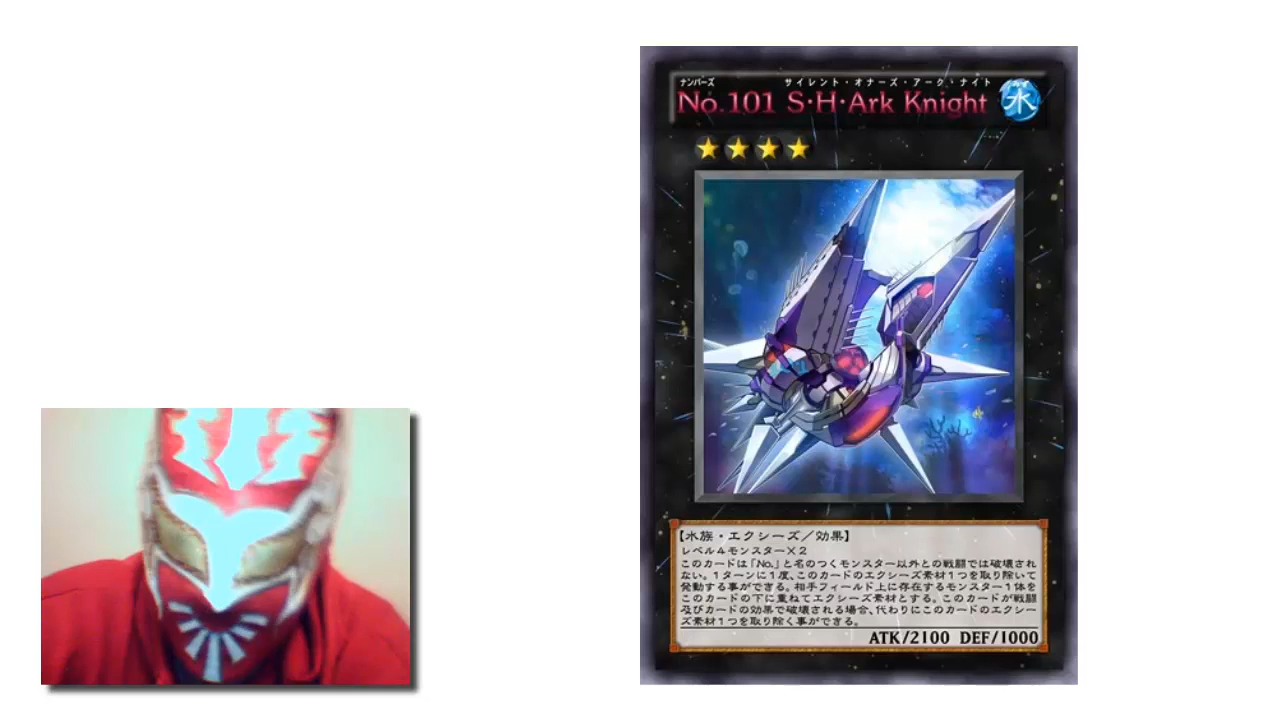 ナンバーズ サイレント・オナーズ・アーク・ナイト
No.101 S·H·Ark Knight 水
【水族・エクシーズ／効果】
レベル4モンスター×2
このカードは「No.」と名のつくモンスター以外との戦闘では破壊され
ない。1ターンに1度、このカードのエクシーズ素材1つを取り除いて
発動する事ができる。相手フィールド上に存在するモンスター1体を
このカードの下に重ねてエクシーズ素材とする。このカードが戦闘
及びカードの効果で破壊される場合、代わりにこのカードのエクシー
ズ素材1つを取り除く事ができる。
ATK/2100 DEF/1000